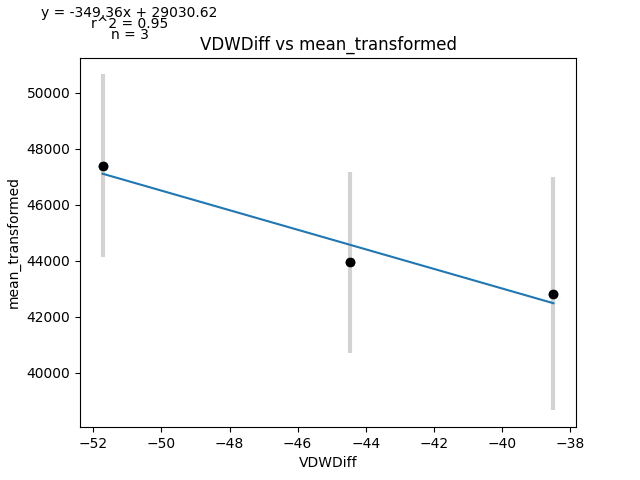 y = -349.36x + 29030.62
r^2 = 0.95
n = 3
VDWDiff vs mean_transformed
50000
48000
46000
44000
42000
40000
mean_transformed
−52
−50
−48
−46
−44
−42
−40
−38
VDWDiff